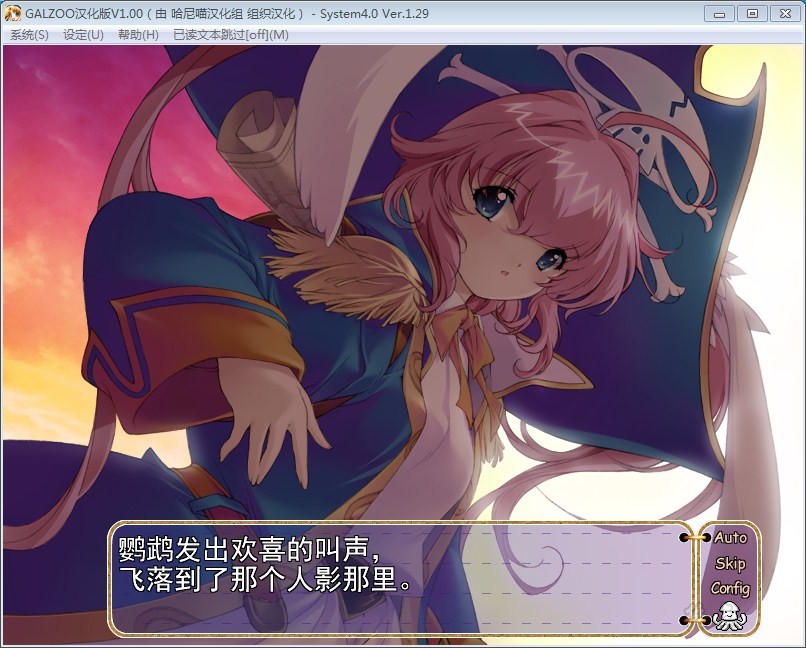 GALZOO汉化版V1.00（由 哈尼喵汉化组 组织汉化） - System4.0 Ver.1.29
系统(S) 设定(U) 帮助(H) 已读文本跳过[off](M)
鹦鹉发出欢喜的叫声，
飞落到了那个人影那里。
Auto
Skip
Config